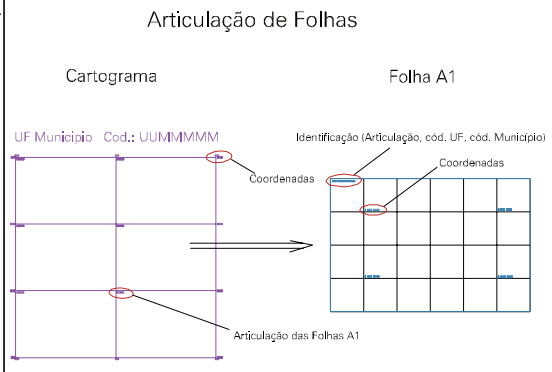 Articulação de Folhas
Cartograma
Folha A1
UF Municipio Cod.: UUMMMMM
Identificação (Articulação, cód. UF, cód. Município)
Coordenadas
Coordenadas
Articulação das Folhas A1